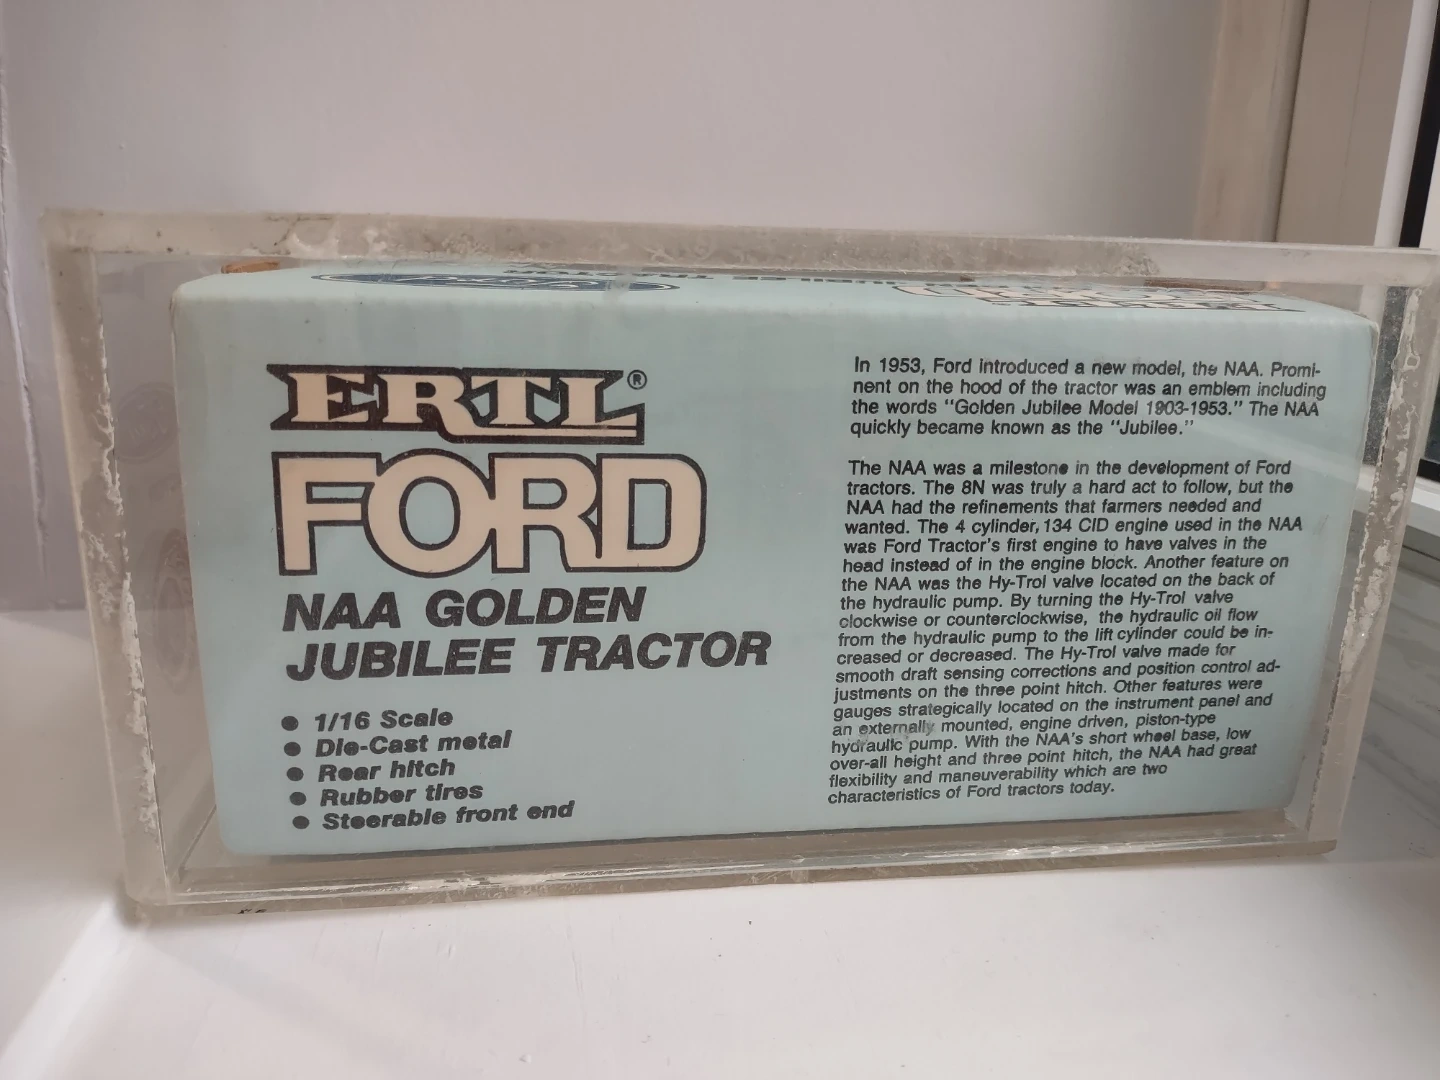 JUBILEE TRACTOR
Ford
ERTL®
FORD
NAA GOLDEN
JUBILEE TRACTOR
● 1/16 Scale
● Die-Cast metal
● Rear hitch
● Rubber tires
● Steerable front end
In 1953, Ford introduced a new model, the NAA. Promi-
nent on the hood of the tractor was an emblem including
the words "Golden Jubilee Model 1903-1953." The NAA
quickly became known as the "Jubilee."
The NAA was a milestone in the development of Ford
tractors. The 8N was truly a hard act to follow, but the
NAA had the refinements that farmers needed and
wanted. The 4 cylinder, 134 CID engine used in the NAA
was Ford Tractor's first engine to have valves in the
head instead of in the engine block. Another feature on
the NAA was the Hy-Trol valve located on the back of
the hydraulic pump. By turning the Hy-Trol valve
clockwise or counterclockwise, the hydraulic oil flow
from the hydraulic pump to the lift cylinder could be in-
creased or decreased. The Hy-Trol valve made for
smooth draft sensing corrections and position control ad-
justments on the three point hitch. Other features were
gauges strategically located on the instrument panel and
an externally mounted, engine driven, piston-type
hydraulic pump. With the NAA's short wheel base, low
over-all height and three point hitch, the NAA had great
flexibility and maneuverability which are two
characteristics of Ford tractors today.